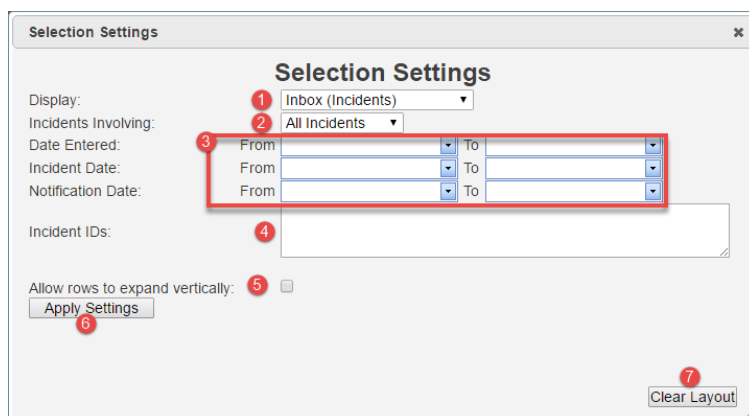 Selection Settings
Selection Settings
Display: 1 Inbox (Incidents)
Incidents Involving: 2 All Incidents
Date Entered: 3 From To
Incident Date: From To
Notification Date: From To
Incident IDs: 4
Allow rows to expand vertically: 5
Apply Settings
6
7
Clear Layout